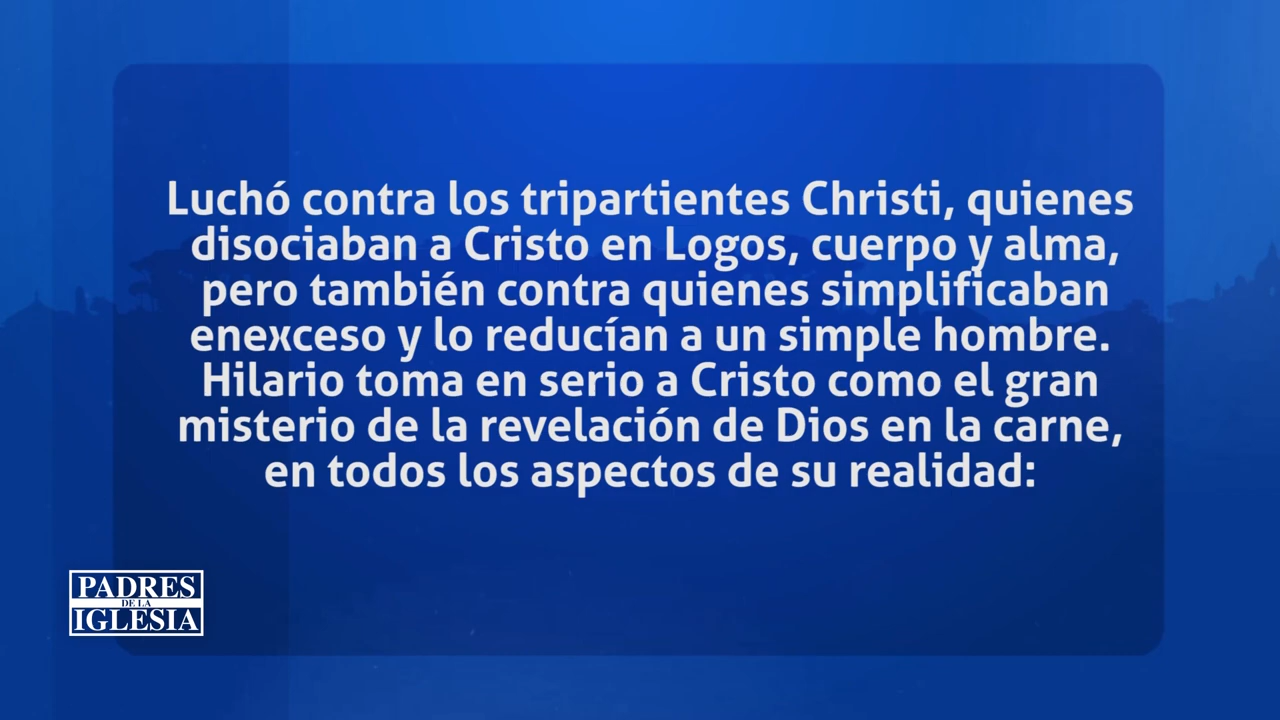 Luchó contra los tripartientes Christi, quienes
disociaban a Cristo en Logos, cuerpo y alma,
pero también contra quienes simplificaban
enexceso y lo reducían a un simple hombre.
Hilario toma en serio a Cristo como el gran
misterio de la revelación de Dios en la carne,
en todos los aspectos de su realidad:
PADRES
DE LA
IGLESIA